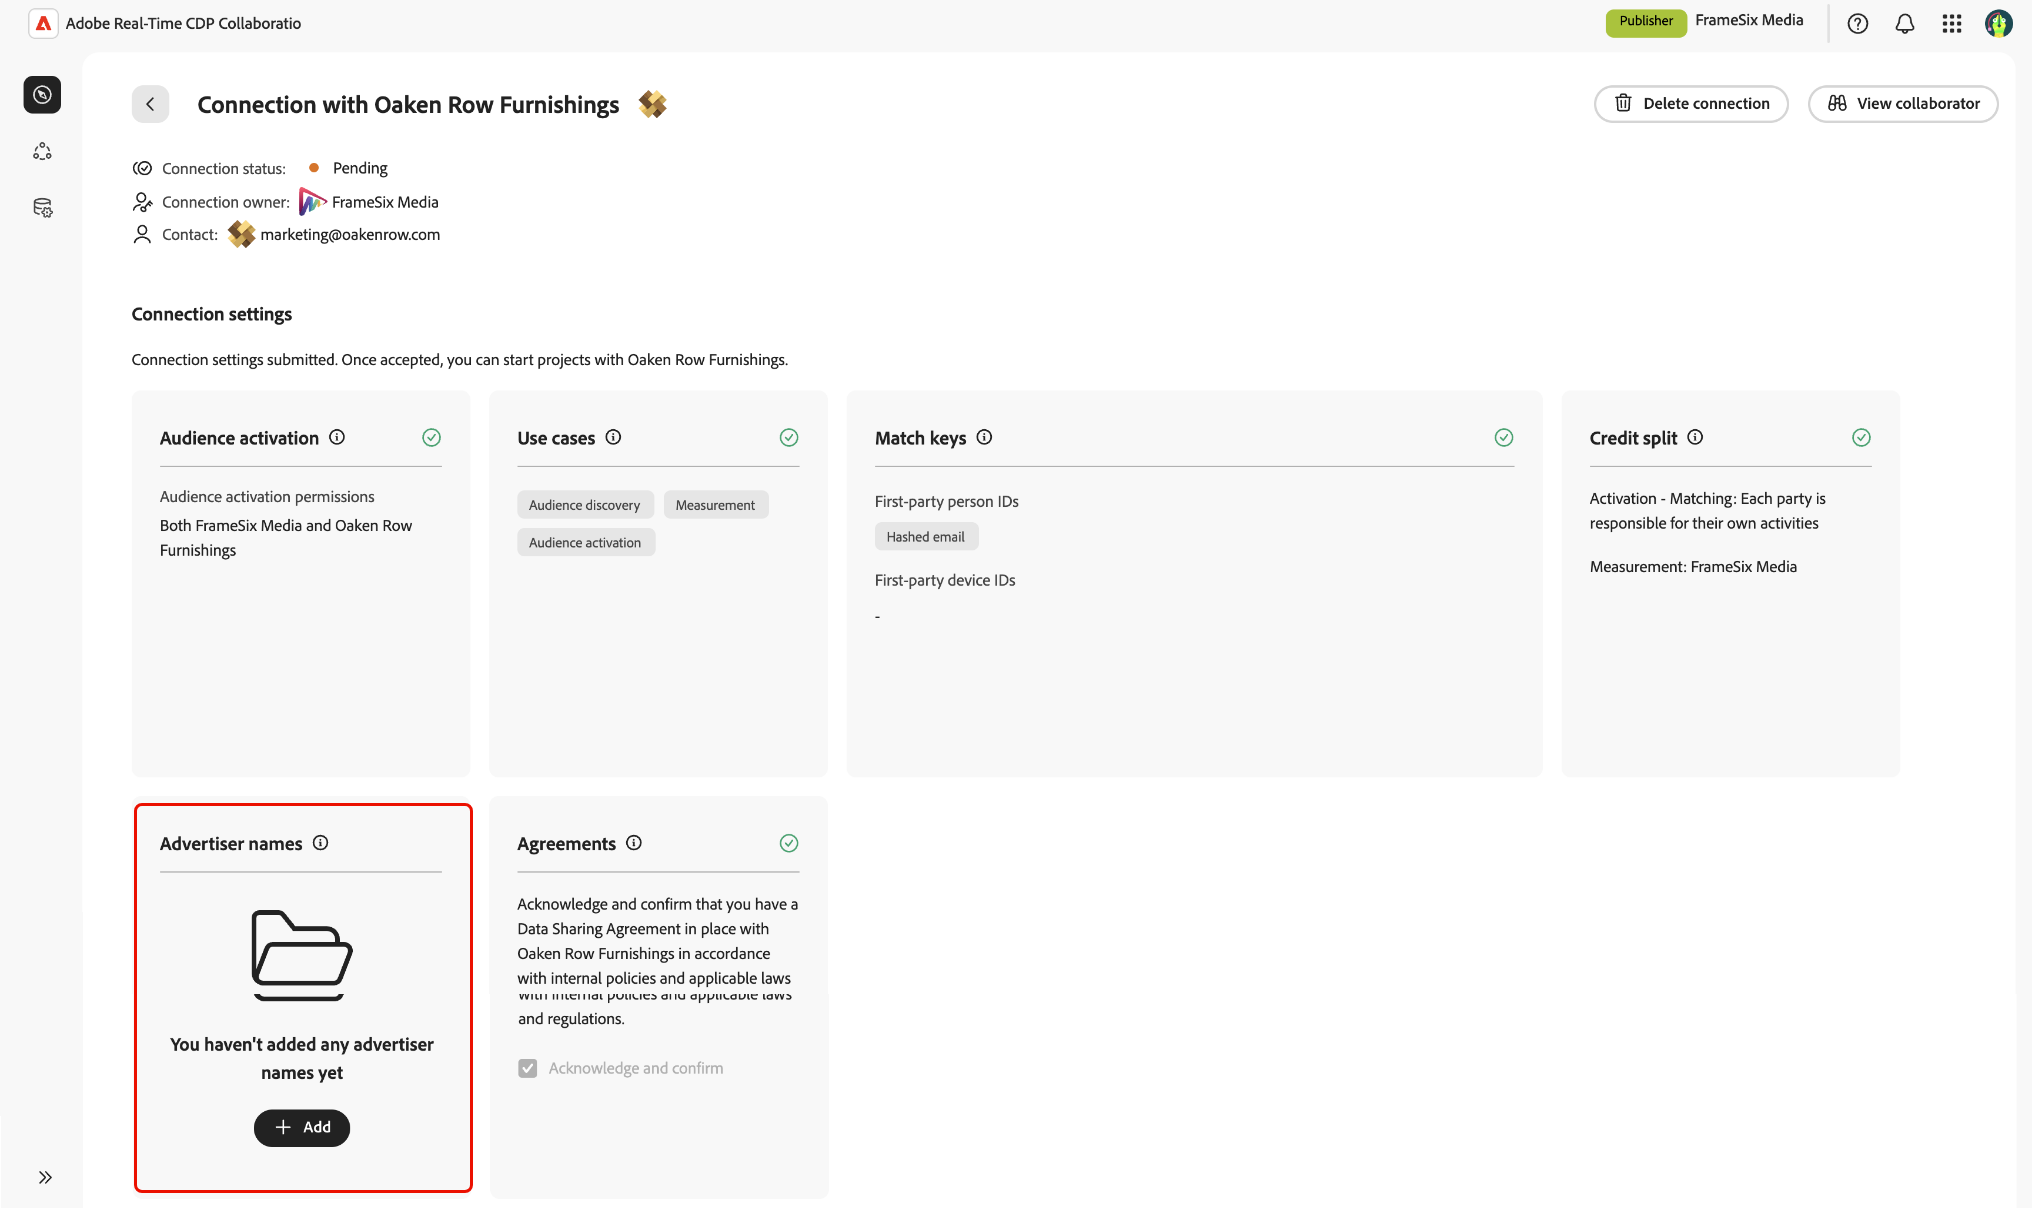 Adobe Real-Time CDP Collaboratio
Publisher
FrameSix Media
Connection with Oaken Row Furnishings
Delete connection
View collaborator
Connection status: Pending
Connection owner: FrameSix Media
Contact: marketing@oakenrow.com
Connection settings
Connection settings submitted. Once accepted, you can start projects with Oaken Row Furnishings.
Audience activation
Audience activation permissions
Both FrameSix Media and Oaken Row
Furnishings
Use cases
Audience discovery
Measurement
Audience activation
Match keys
First-party person IDs
Hashed email
First-party device IDs
-
Credit split
Activation - Matching: Each party is
responsible for their own activities
Measurement: FrameSix Media
Advertiser names
You haven't added any advertiser
names yet
Add
Agreements
Acknowledge and confirm that you have a
Data Sharing Agreement in place with
Oaken Row Furnishings in accordance
with internal policies and applicable laws
with internal policies and applicable laws
and regulations.
Acknowledge and confirm